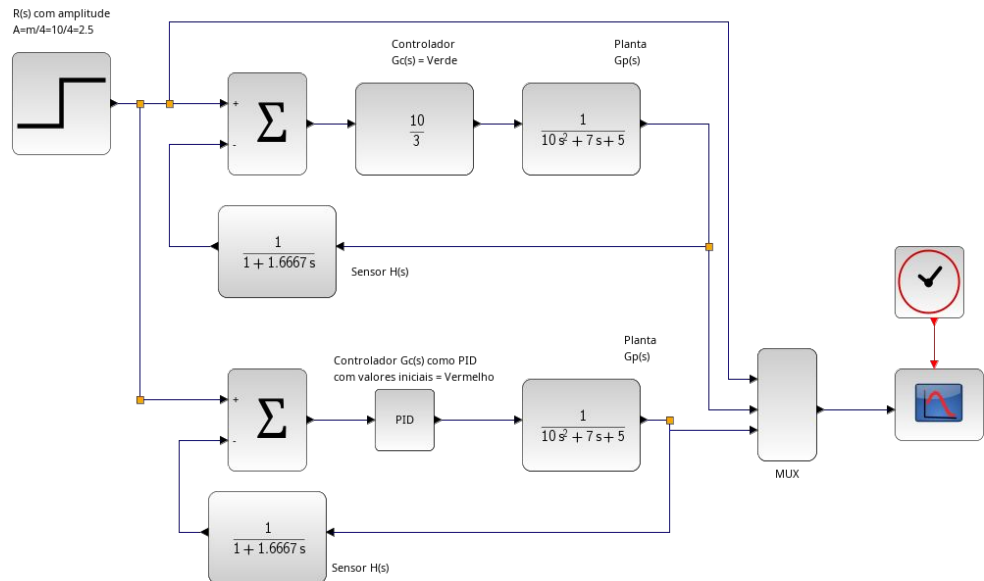 R(s) com amplitude
A=m/4=10/4=2.5
Controlador
Gc(s) = Verde
Planta
Gp(s)
+
-
Σ
10
3
1
10 s² + 7 s + 5
1
1 + 1.6667 s
Sensor H(s)
Planta
Gp(s)
Controlador Gc(s) como PID
com valores iniciais = Vermelho
+
-
Σ
PID
1
10 s² + 7 s + 5
MUX
1
1 + 1.6667 s
Sensor H(s)